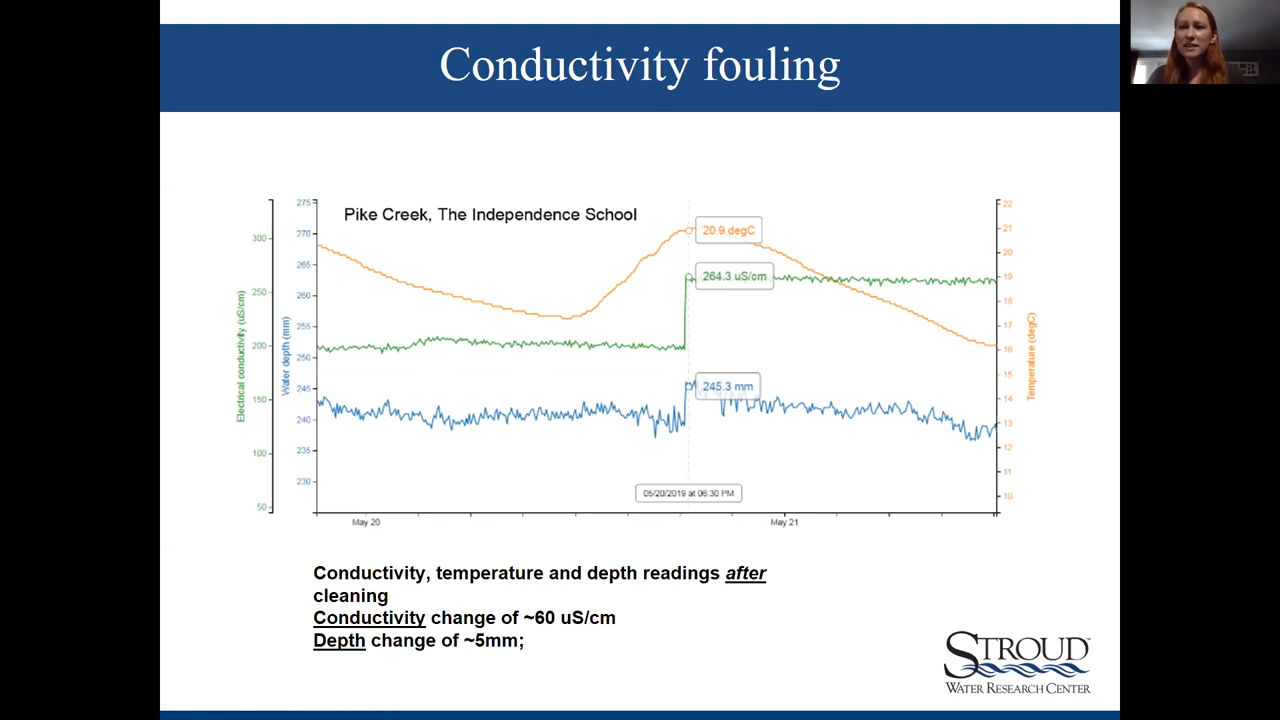 Conductivity fouling
Pike Creek, The Independence School
275
270
265
260
255
250
245
240
235
230
Water depth (mm)
300
250
200
150
100
50
Electrical conductivity (uS/cm)
22
21
20
19
18
17
16
15
14
13
12
11
10
Temperature (degC)
20.9 degC
264.3 uS/cm
245.3 mm
05/20/2019 at 06:30 PM
May 20
May 21
Conductivity, temperature and depth readings after
cleaning
Conductivity change of ~60 uS/cm
Depth change of ~5mm;
STROUD™
WATER RESEARCH CENTER